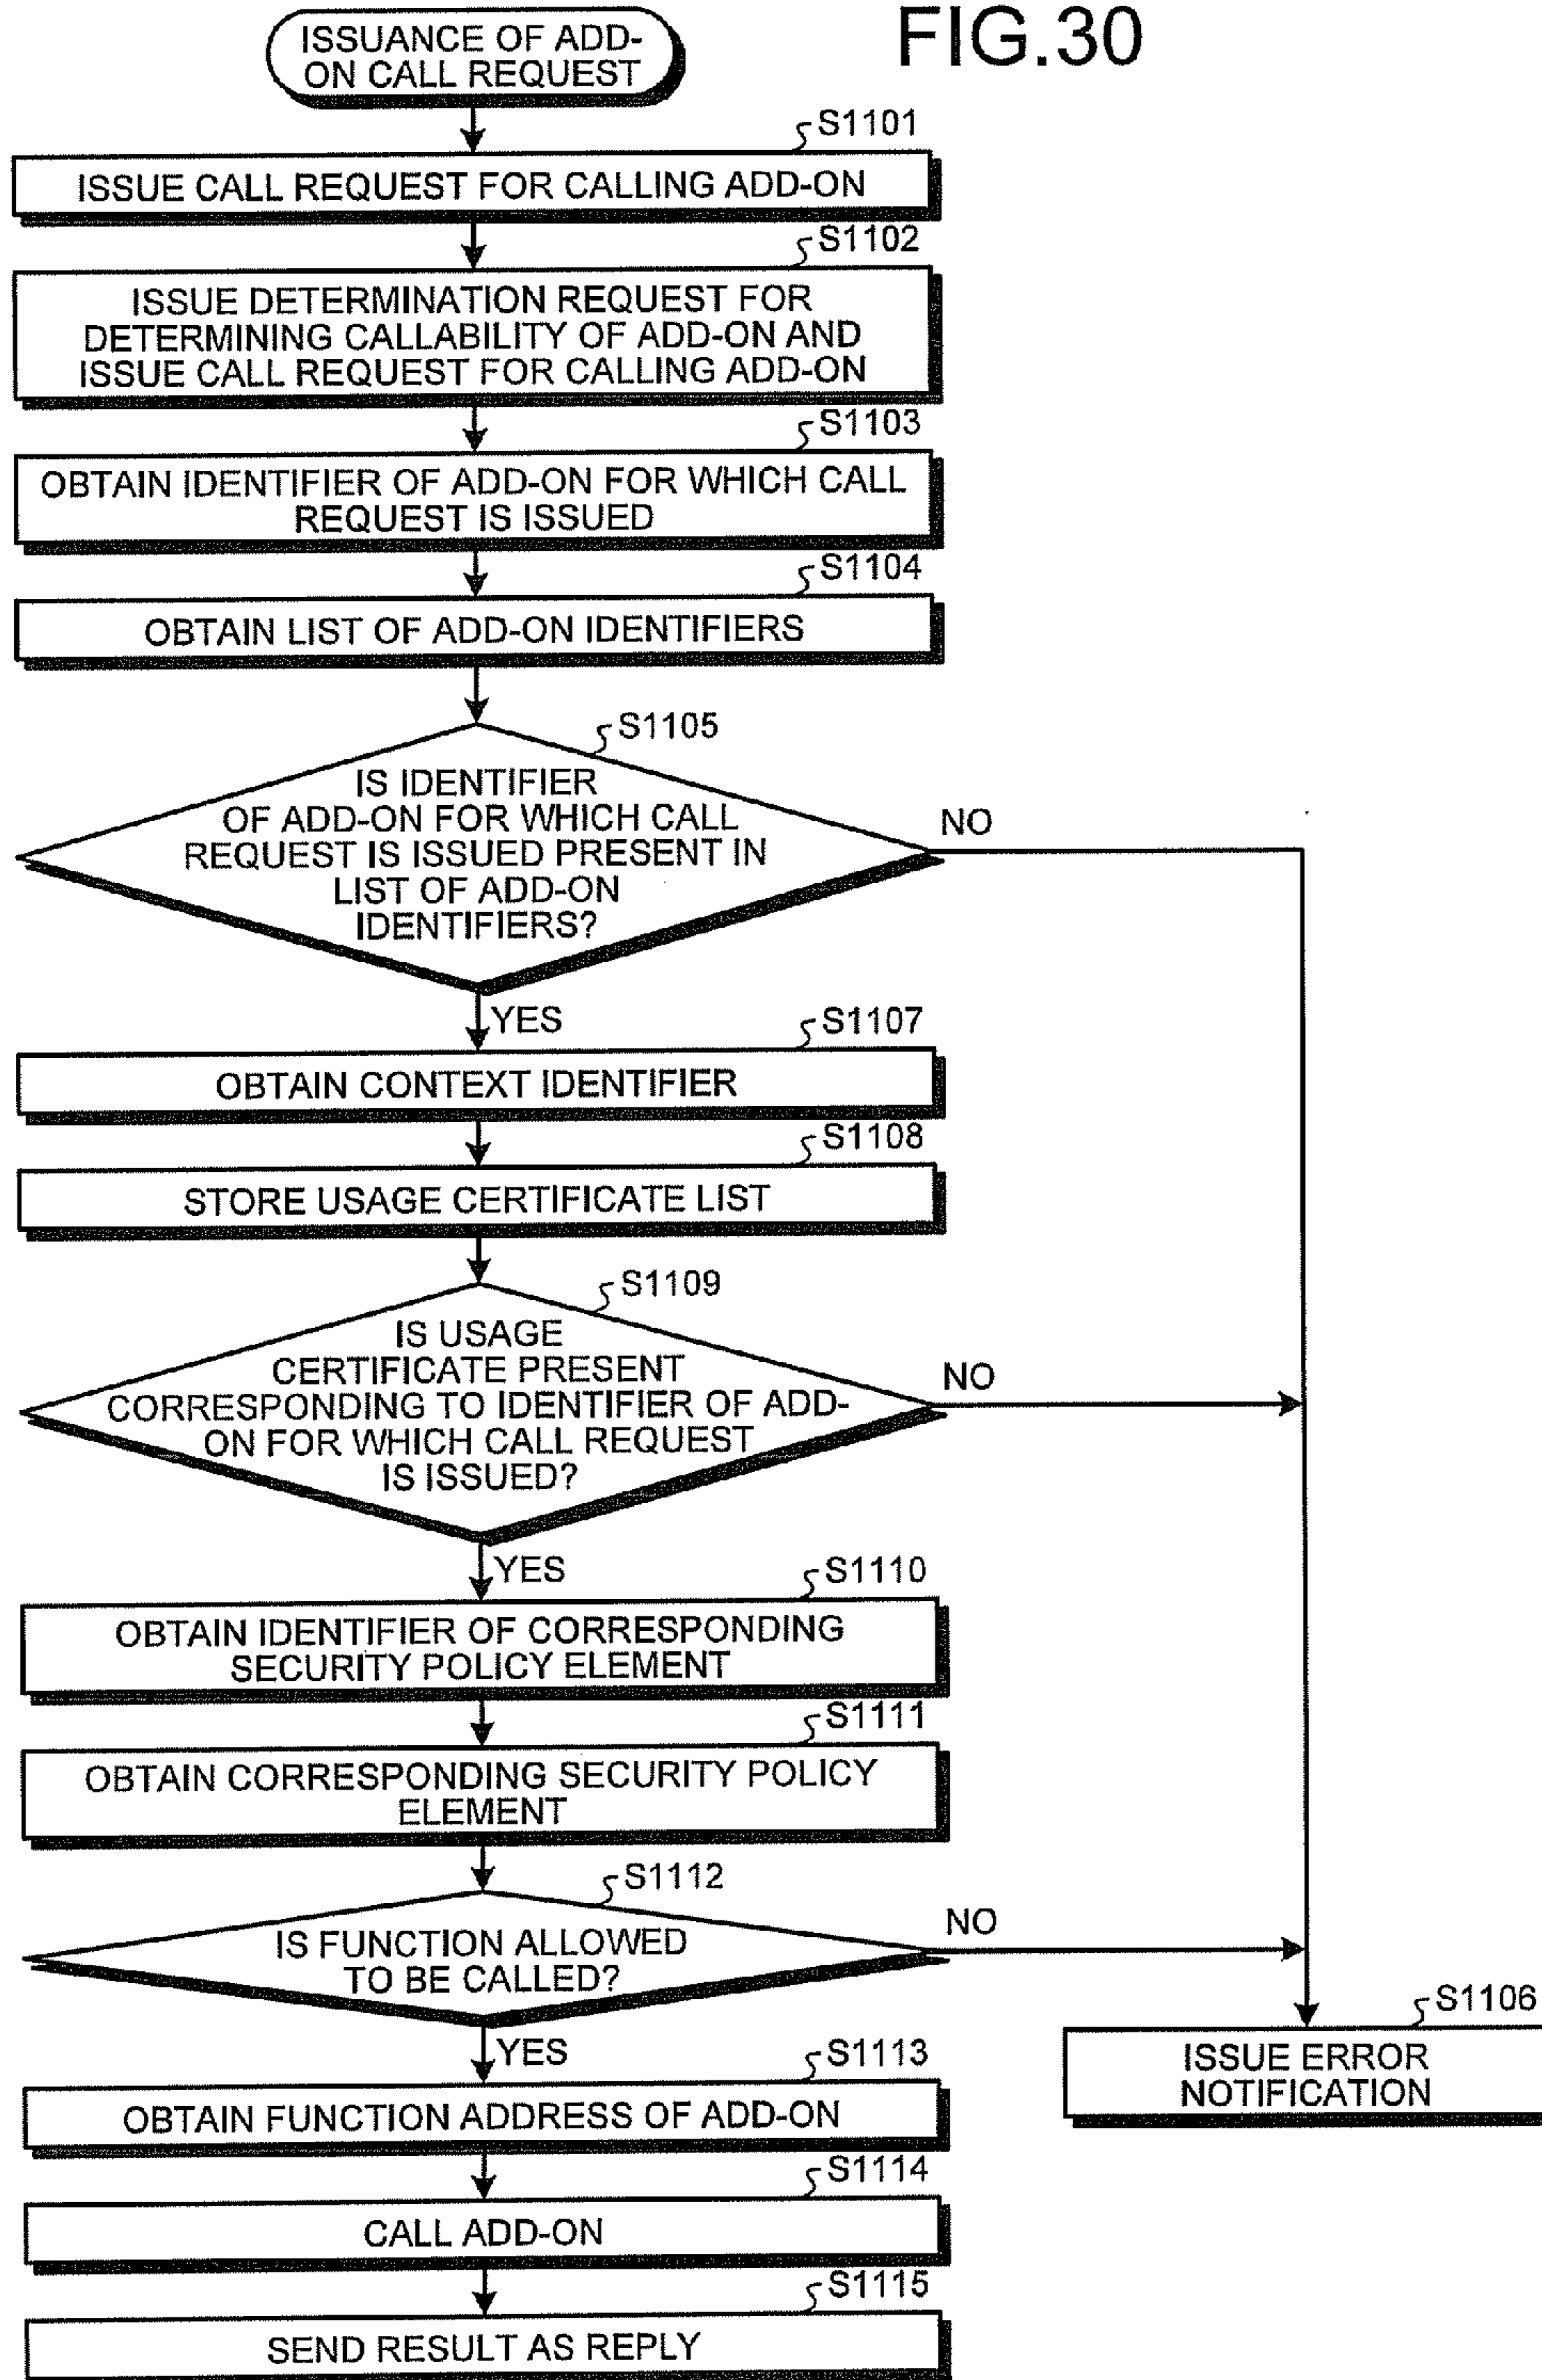 FIG.30
ISSUANCE OF ADD-
ON CALL REQUEST
S1101
ISSUE CALL REQUEST FOR CALLING ADD-ON
S1102
ISSUE DETERMINATION REQUEST FOR
DETERMINING CALLABILITY OF ADD-ON AND
ISSUE CALL REQUEST FOR CALLING ADD-ON
S1103
OBTAIN IDENTIFIER OF ADD-ON FOR WHICH CALL
REQUEST IS ISSUED
S1104
OBTAIN LIST OF ADD-ON IDENTIFIERS
S1105
IS IDENTIFIER
OF ADD-ON FOR WHICH CALL
REQUEST IS ISSUED PRESENT IN
LIST OF ADD-ON
IDENTIFIERS?
NO
YES
S1107
OBTAIN CONTEXT IDENTIFIER
S1108
STORE USAGE CERTIFICATE LIST
S1109
IS USAGE
CERTIFICATE PRESENT
CORRESPONDING TO IDENTIFIER OF ADD-
ON FOR WHICH CALL REQUEST
IS ISSUED?
NO
YES
S1110
OBTAIN IDENTIFIER OF CORRESPONDING
SECURITY POLICY ELEMENT
S1111
OBTAIN CORRESPONDING SECURITY POLICY
ELEMENT
S1112
IS FUNCTION ALLOWED
TO BE CALLED?
NO
YES
S1106
ISSUE ERROR
NOTIFICATION
S1113
OBTAIN FUNCTION ADDRESS OF ADD-ON
S1114
CALL ADD-ON
S1115
SEND RESULT AS REPLY